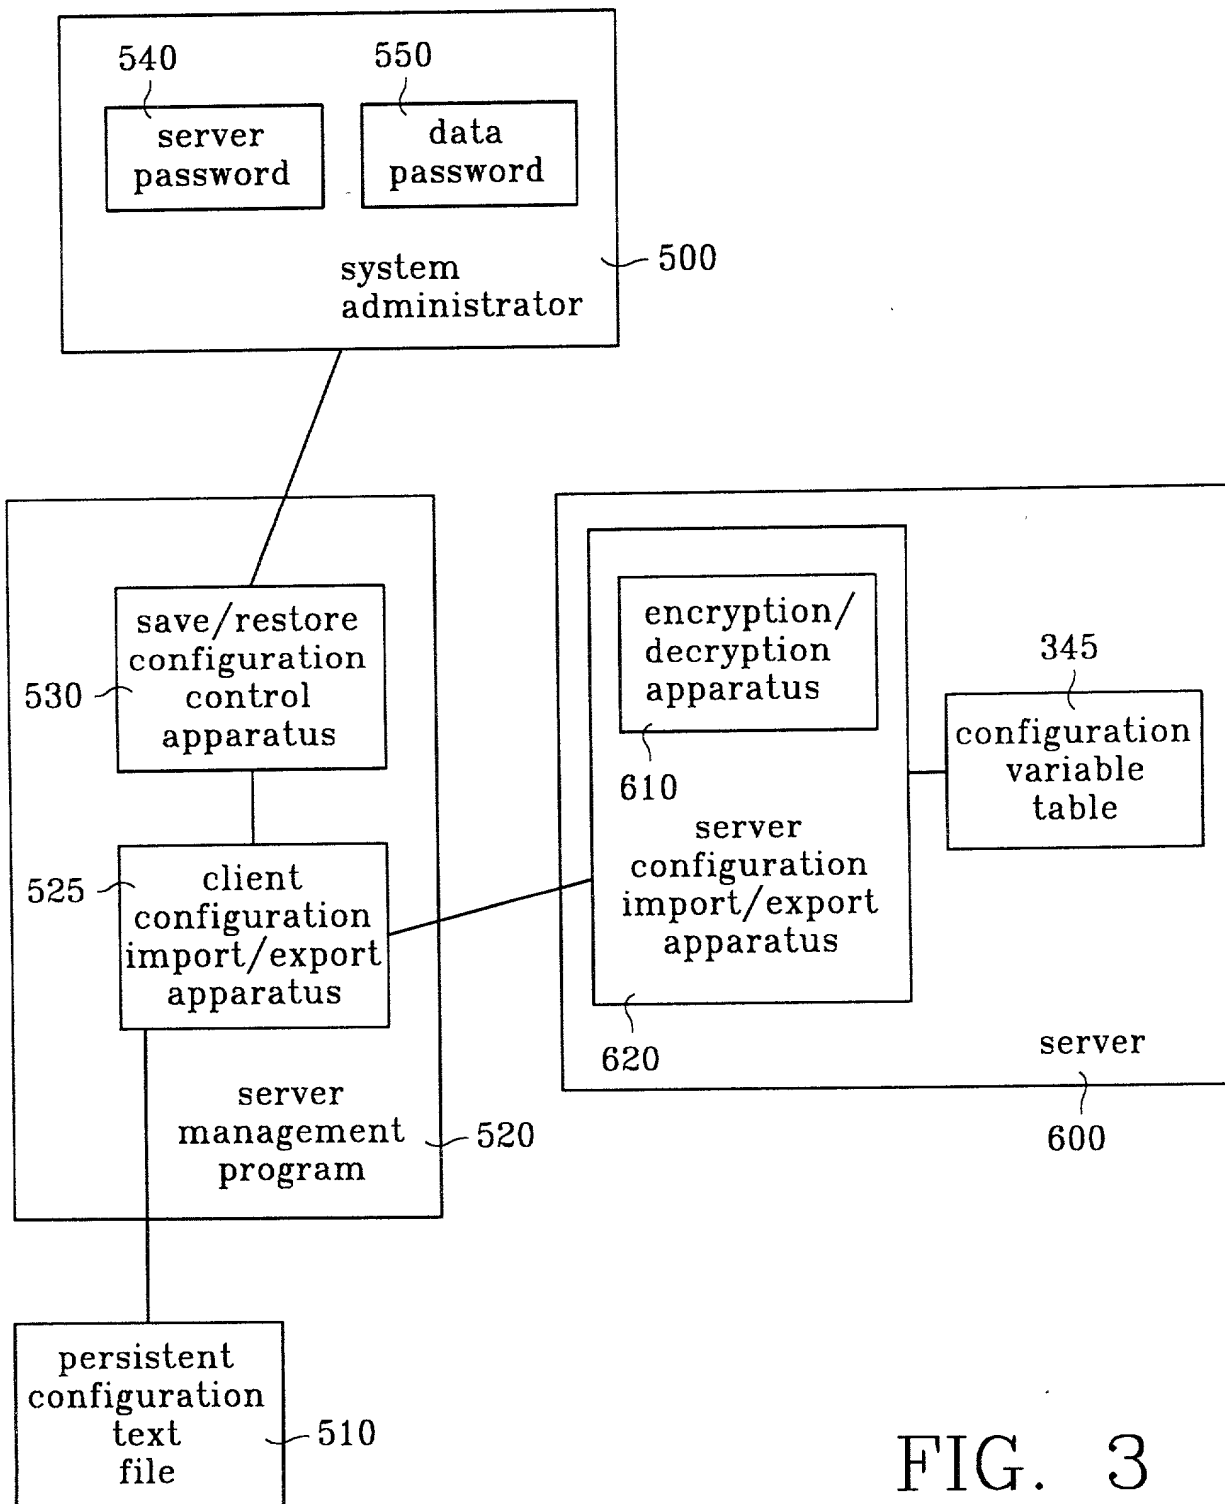 540
550
server
password
data
password
system
administrator
500
save/restore
configuration
control
apparatus
530
client
configuration
import/export
apparatus
525
server
management
program
520
encryption/
decryption
apparatus
610
server
configuration
import/export
apparatus
620
345
configuration
variable
table
server
600
persistent
configuration
text
file
510
FIG. 3